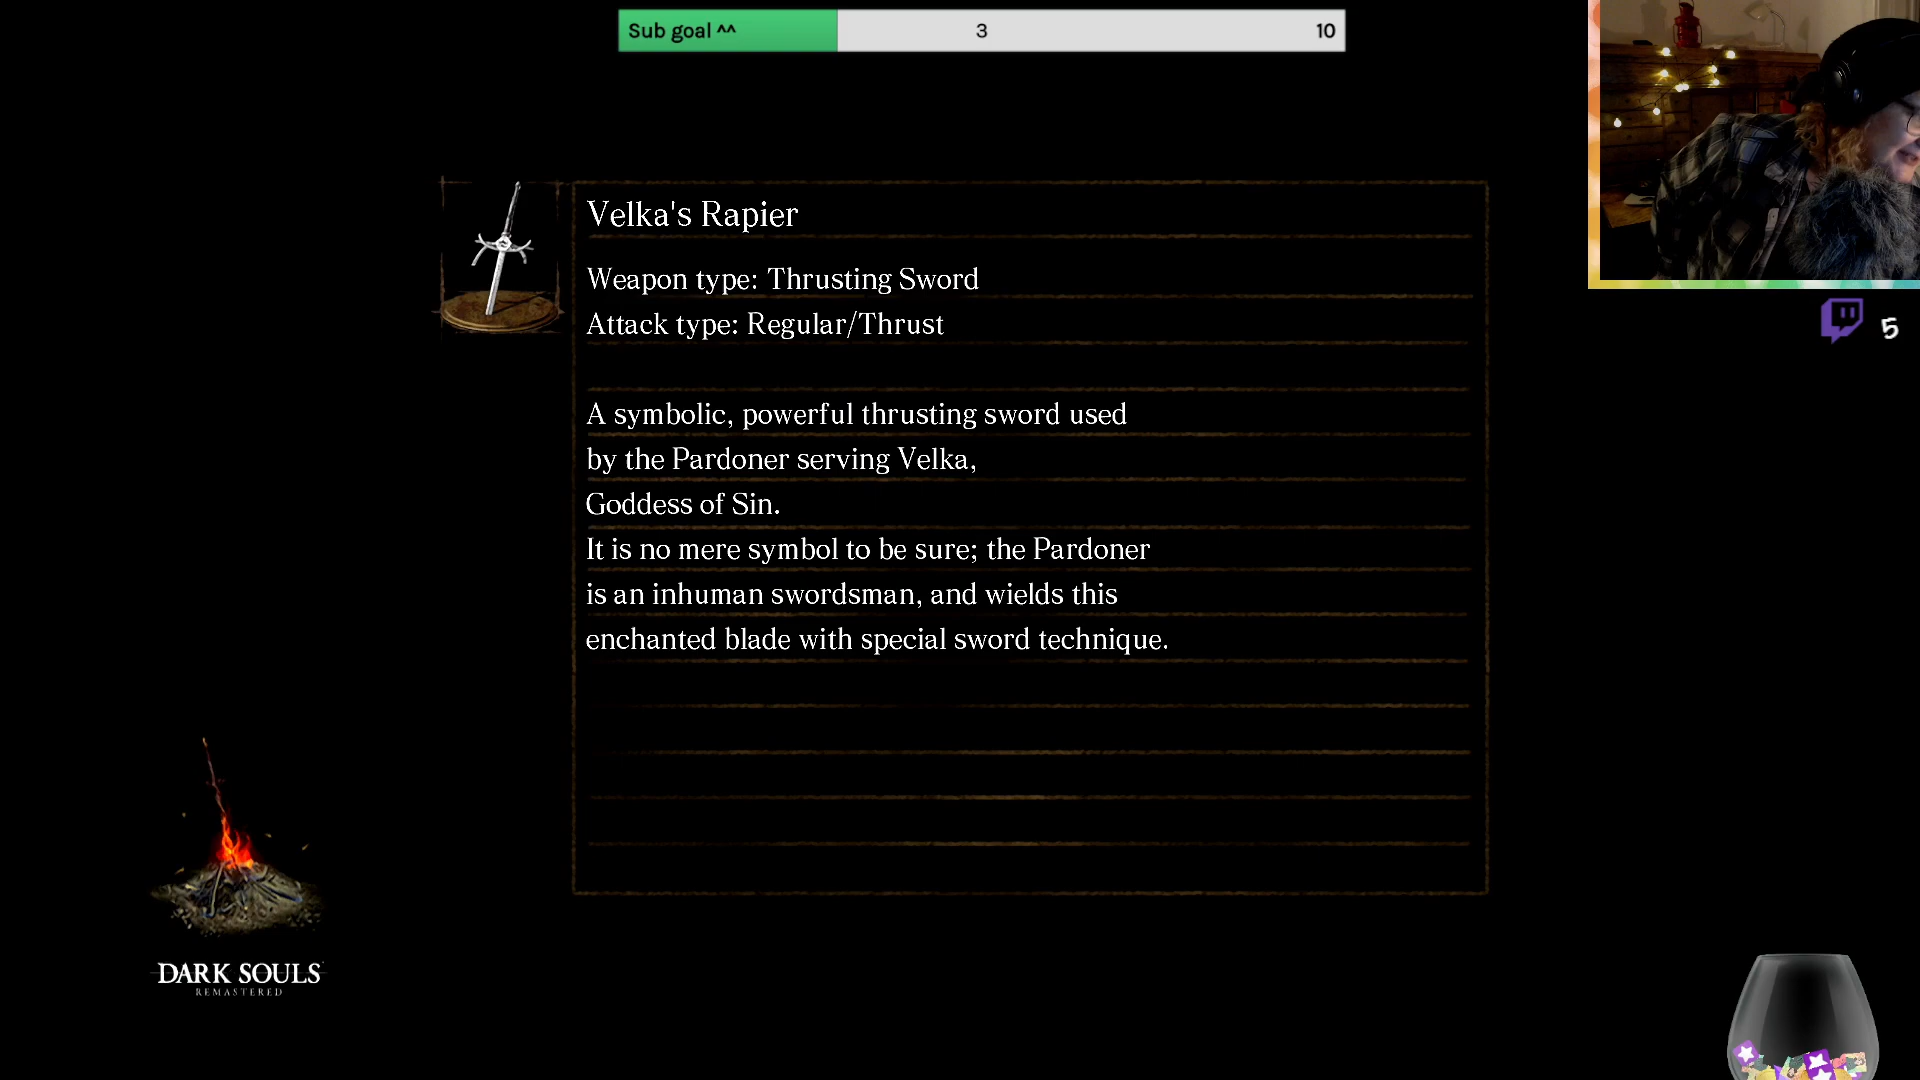 Sub goal ^^ 3 10
Velka's Rapier
Weapon type: Thrusting Sword
Attack type: Regular/Thrust
A symbolic, powerful thrusting sword used
by the Pardoner serving Velka,
Goddess of Sin.
It is no mere symbol to be sure; the Pardoner
is an inhuman swordsman, and wields this
enchanted blade with special sword technique.
5
DARK SOULS
REMASTERED